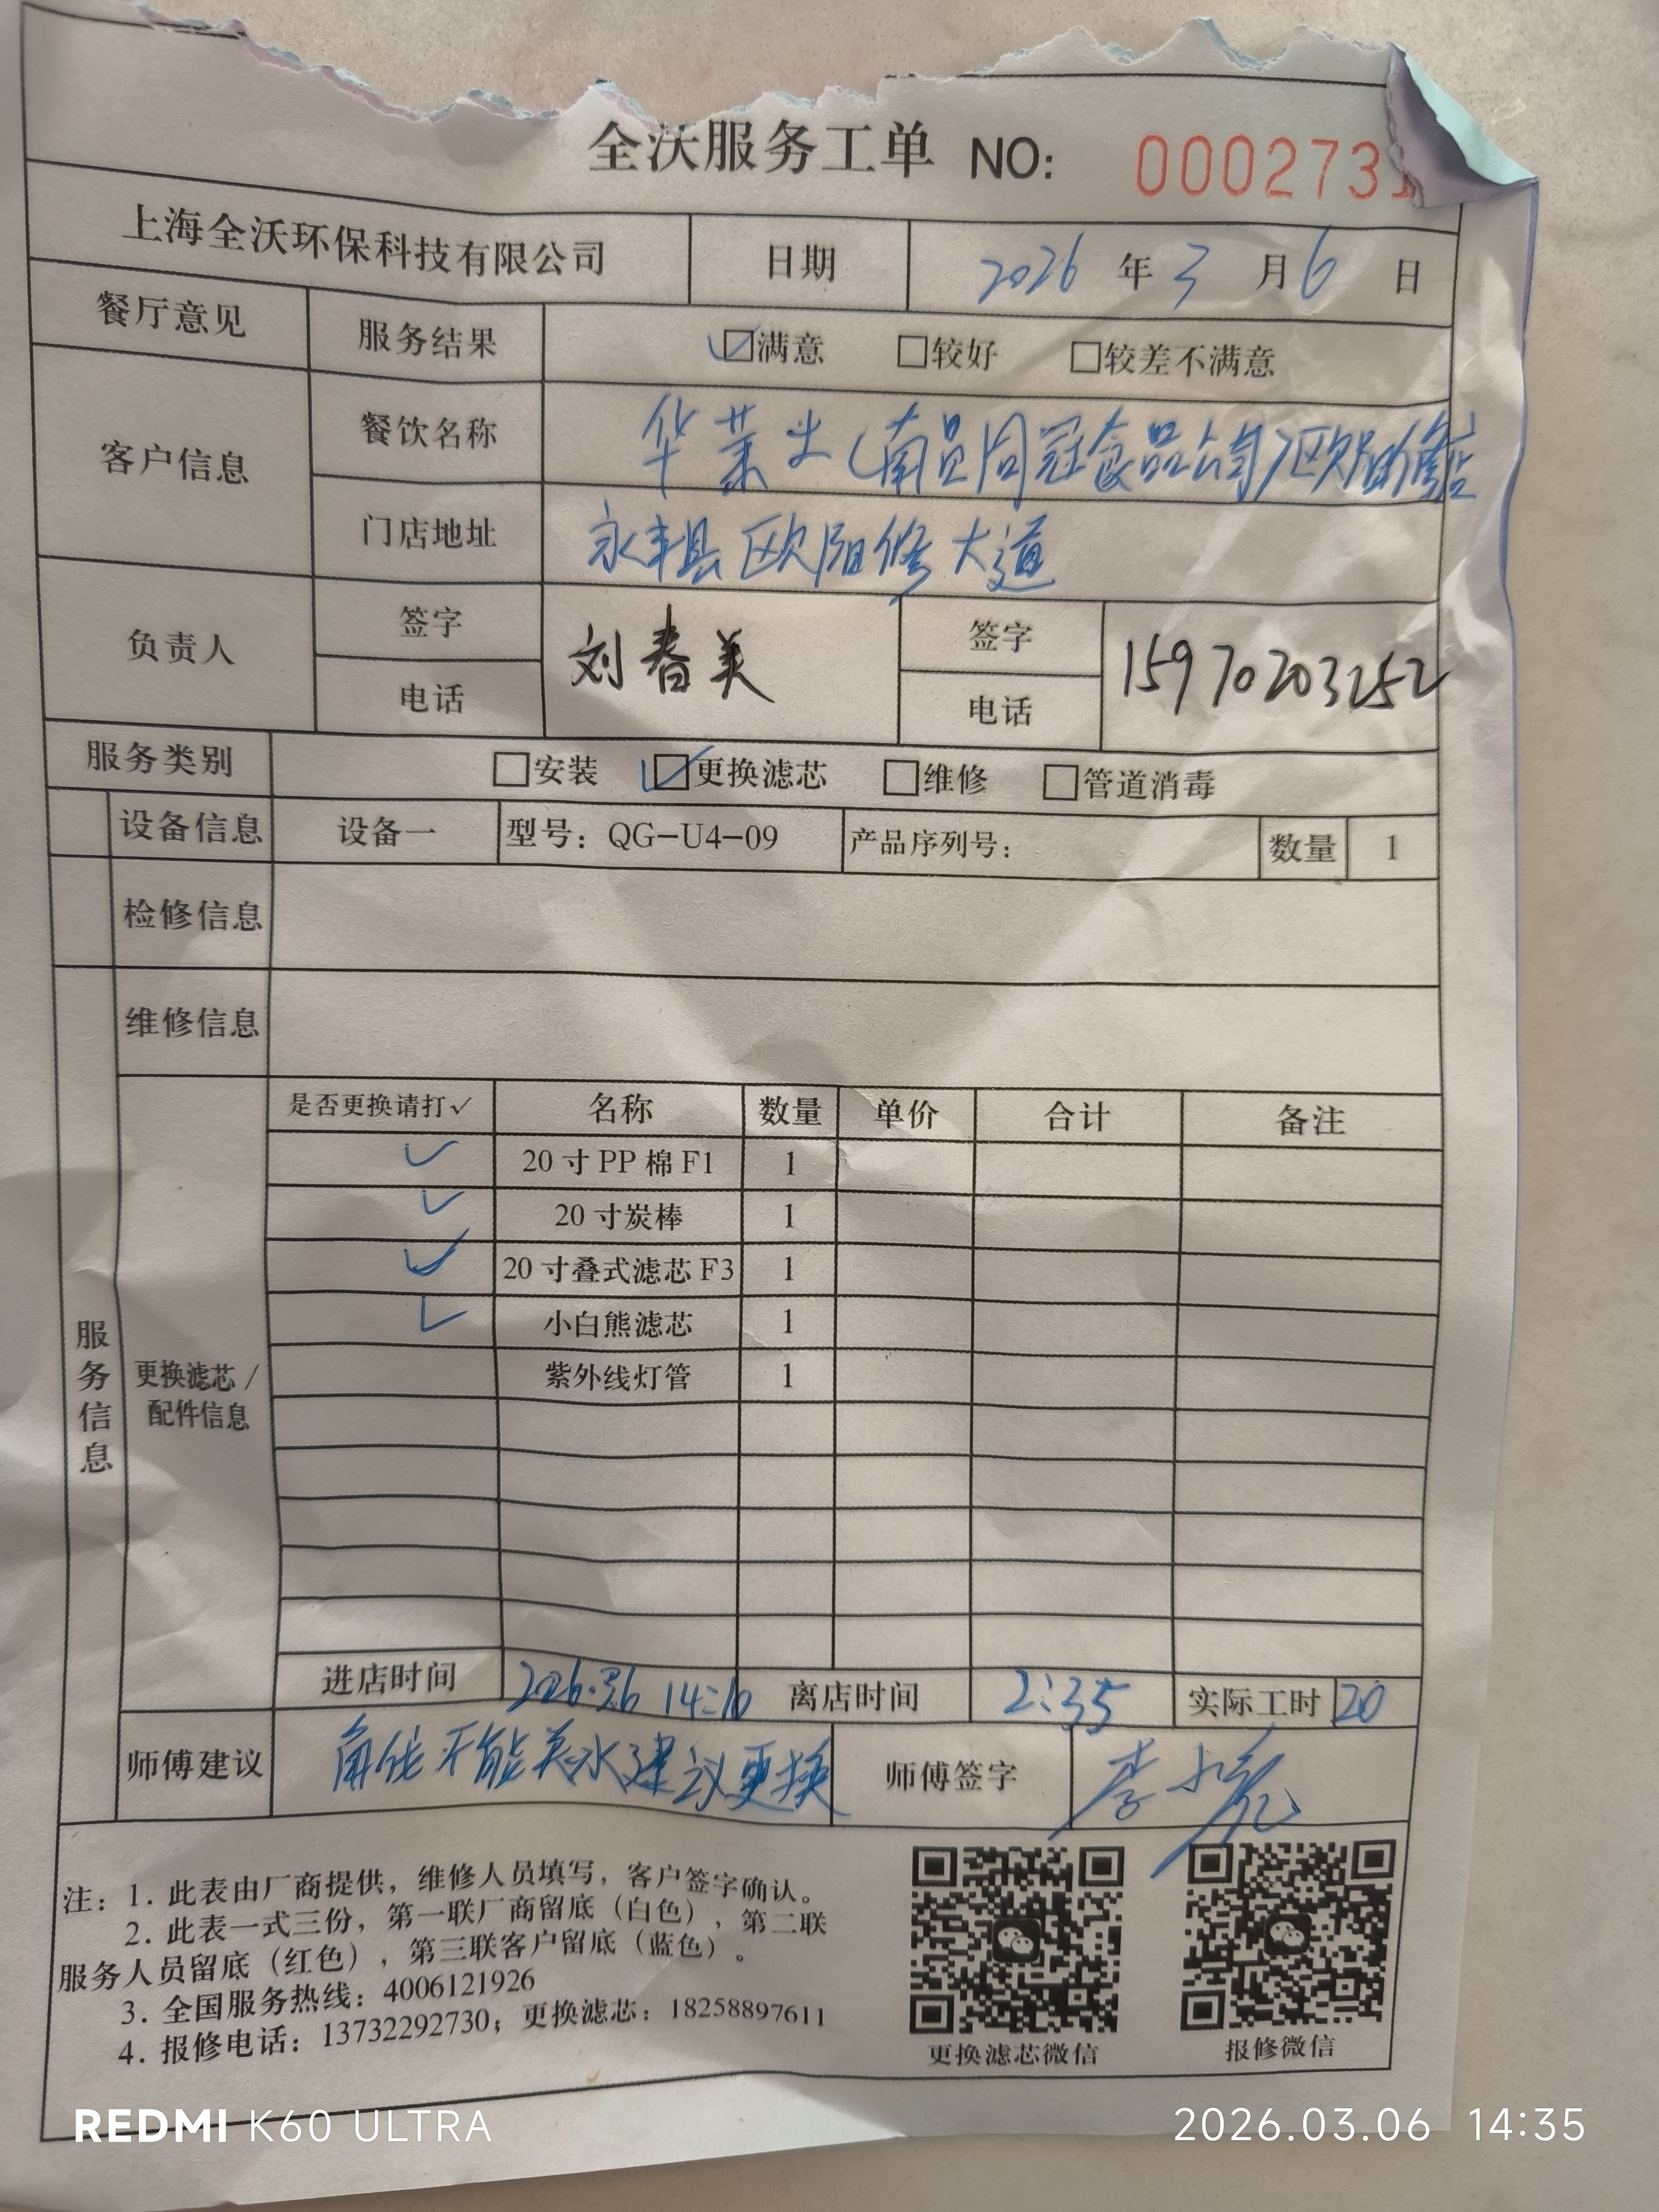 全沃服务工单 NO: 0002731
上海全沃环保科技有限公司 日期 2026 年 3 月 6 日
餐厅意见 服务结果 ☑满意 □较好 □较差不满意
客户信息 餐饮名称 华莱士(南昌同冠食品公司)欧阳修店
门店地址 永丰县欧阳修大道
负责人 签字 电话 刘春美 签字 电话 15970203252
服务类别 □安装 ☑更换滤芯 □维修 □管道消毒
设备信息 设备一 型号：QG-U4-09 产品序列号： 数量 1
检修信息
维修信息
服务信息
更换滤芯/
配件信息
是否更换请打✓ 名称 数量 单价 合计 备注
✓ 20寸PP棉F1 1
✓ 20寸炭棒 1
✓ 20寸叠式滤芯F3 1
✓ 小白熊滤芯 1
紫外线灯管 1
进店时间 2026.3.6 14:10 离店时间 2:35 实际工时 20
师傅建议 不能关水建议更换 师傅签字 李小亮
注：1. 此表由厂商提供，维修人员填写，客户签字确认。
2. 此表一式三份，第一联厂商留底（白色），第二联
服务人员留底（红色），第三联客户留底（蓝色）。
3. 全国服务热线：4006121926
4. 报修电话：13732292730；更换滤芯：18258897611
更换滤芯微信 报修微信
REDMI K60 ULTRA 2026.03.06 14:35